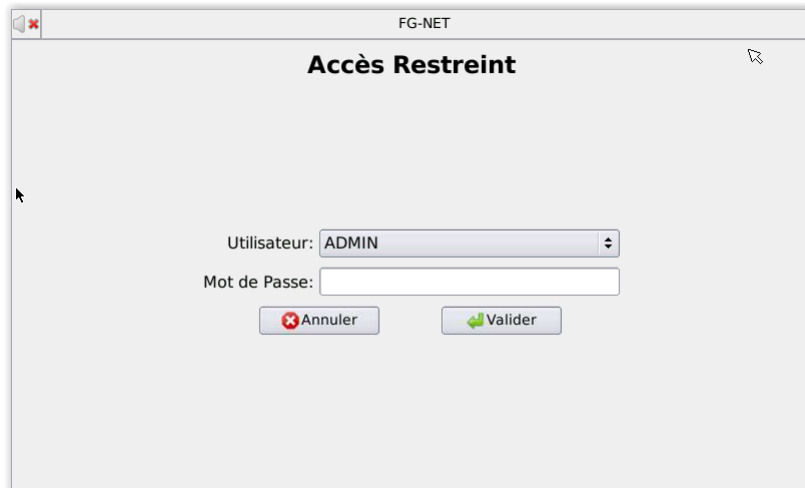 FG-NET
Accès Restreint
Utilisateur: ADMIN
Mot de Passe:
Annuler Valider